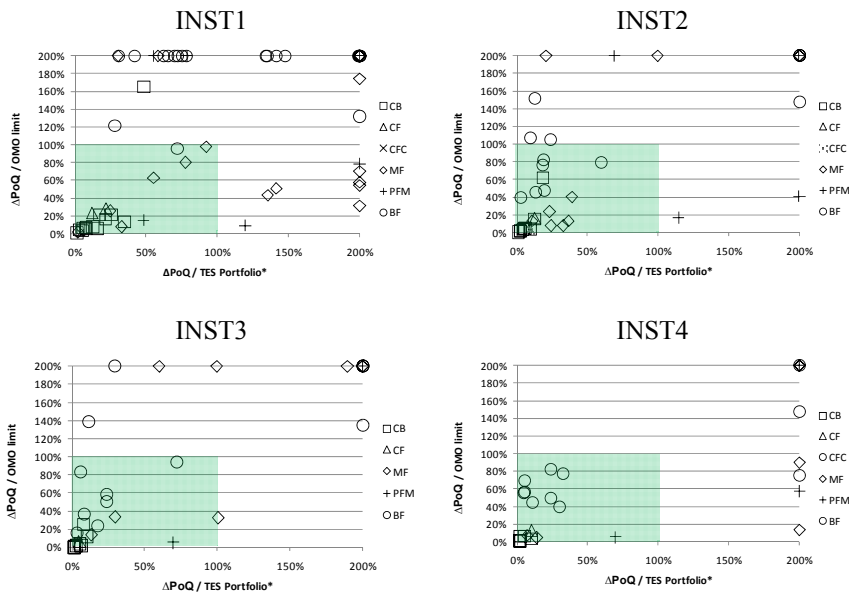 INST1
ΔPoQ / OMO limit
200%
180%
160%
140%
120%
100%
80%
60%
40%
20%
0%
0% 50% 100% 150% 200%
ΔPoQ / TES Portfolio*
CB
CF
CFC
MF
PFM
BF
INST2
ΔPoQ / OMO limit
200%
180%
160%
140%
120%
100%
80%
60%
40%
20%
0%
0% 50% 100% 150% 200%
ΔPoQ / TES Portfolio*
CB
CF
CFC
MF
PFM
BF
INST3
ΔPoQ / OMO limit
200%
180%
160%
140%
120%
100%
80%
60%
40%
20%
0%
0% 50% 100% 150% 200%
ΔPoQ / TES Portfolio*
CB
CF
MF
PFM
BF
INST4
ΔPoQ / OMO limit
200%
180%
160%
140%
120%
100%
80%
60%
40%
20%
0%
0% 50% 100% 150% 200%
ΔPoQ / TES Portfolio*
CB
CF
CFC
MF
PFM
BF